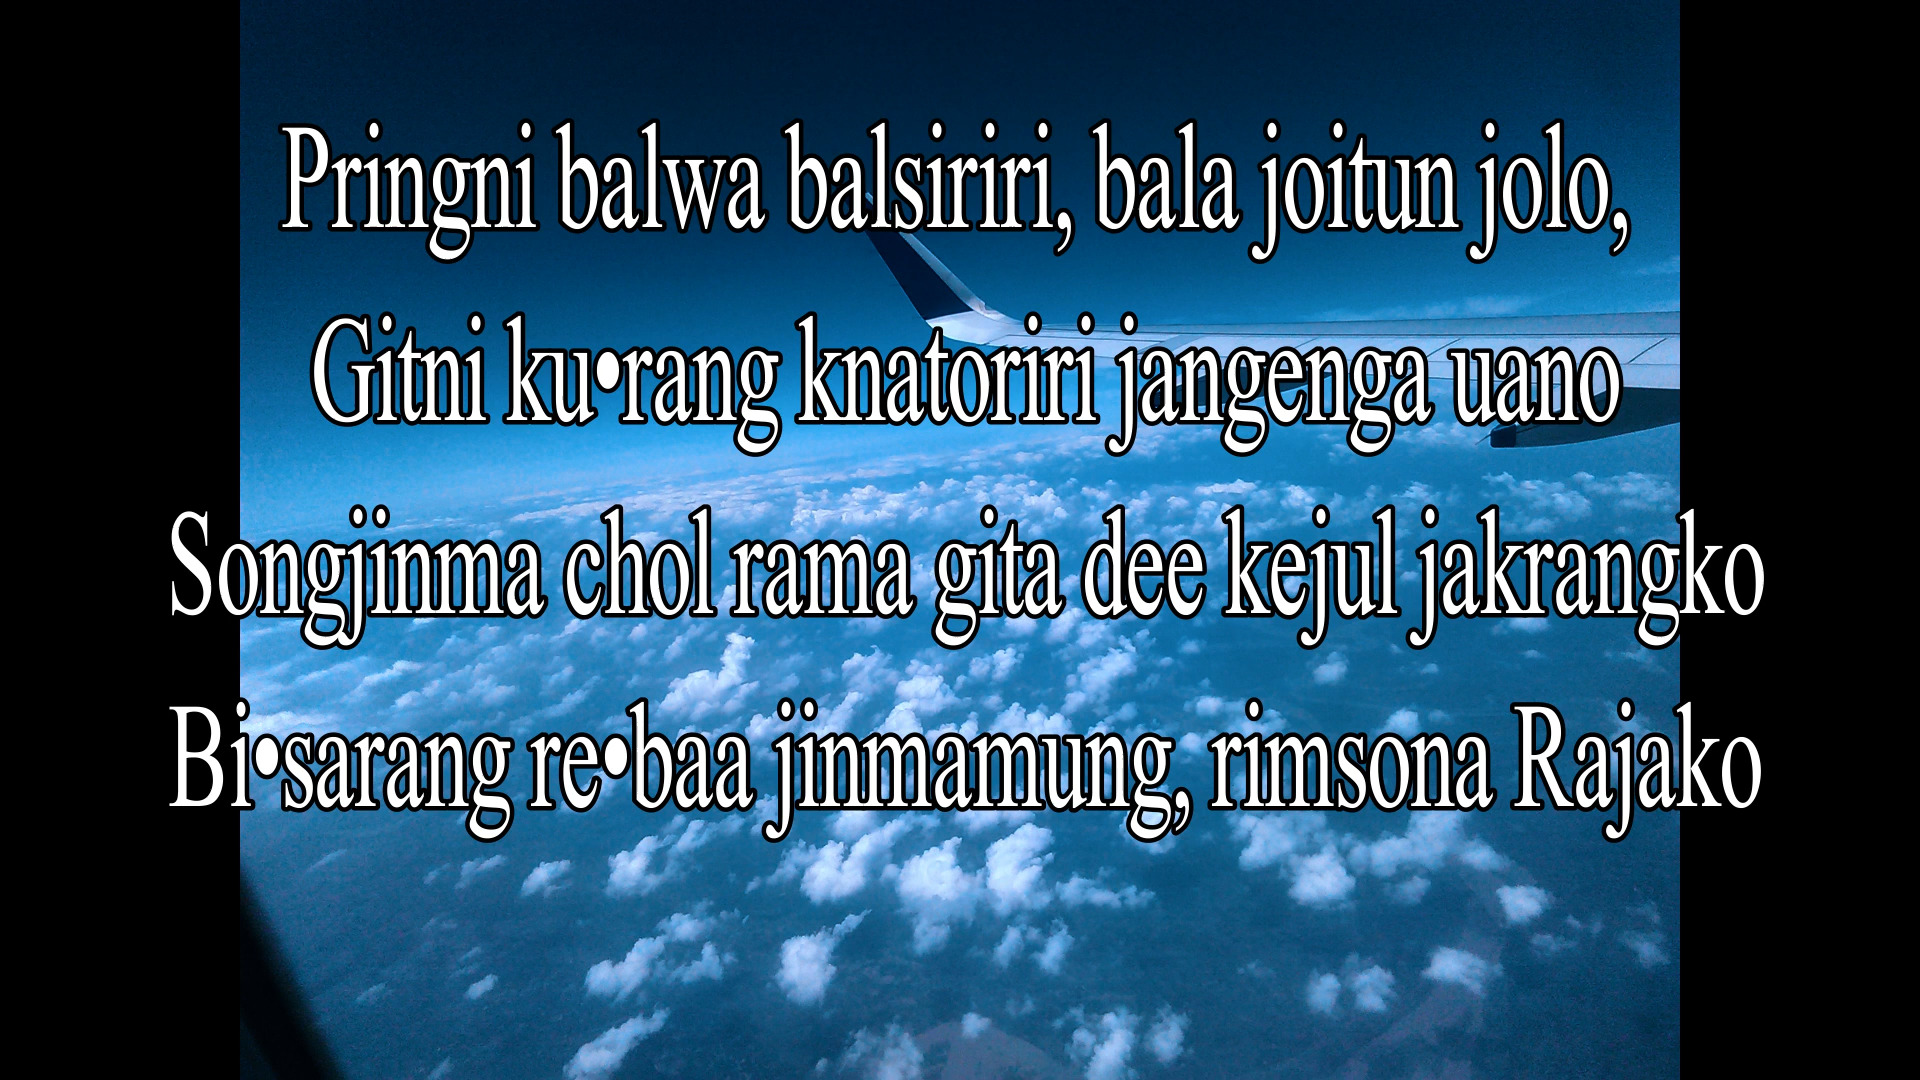 Pringni balwa balsiriri, bala joitun jolo,
Gitni ku•rang knatoriri jangenga uano
Songjinma chol rama gita dee kejul jakrangko
Bi•sarang re•baa jinmamung, rimsona Rajako